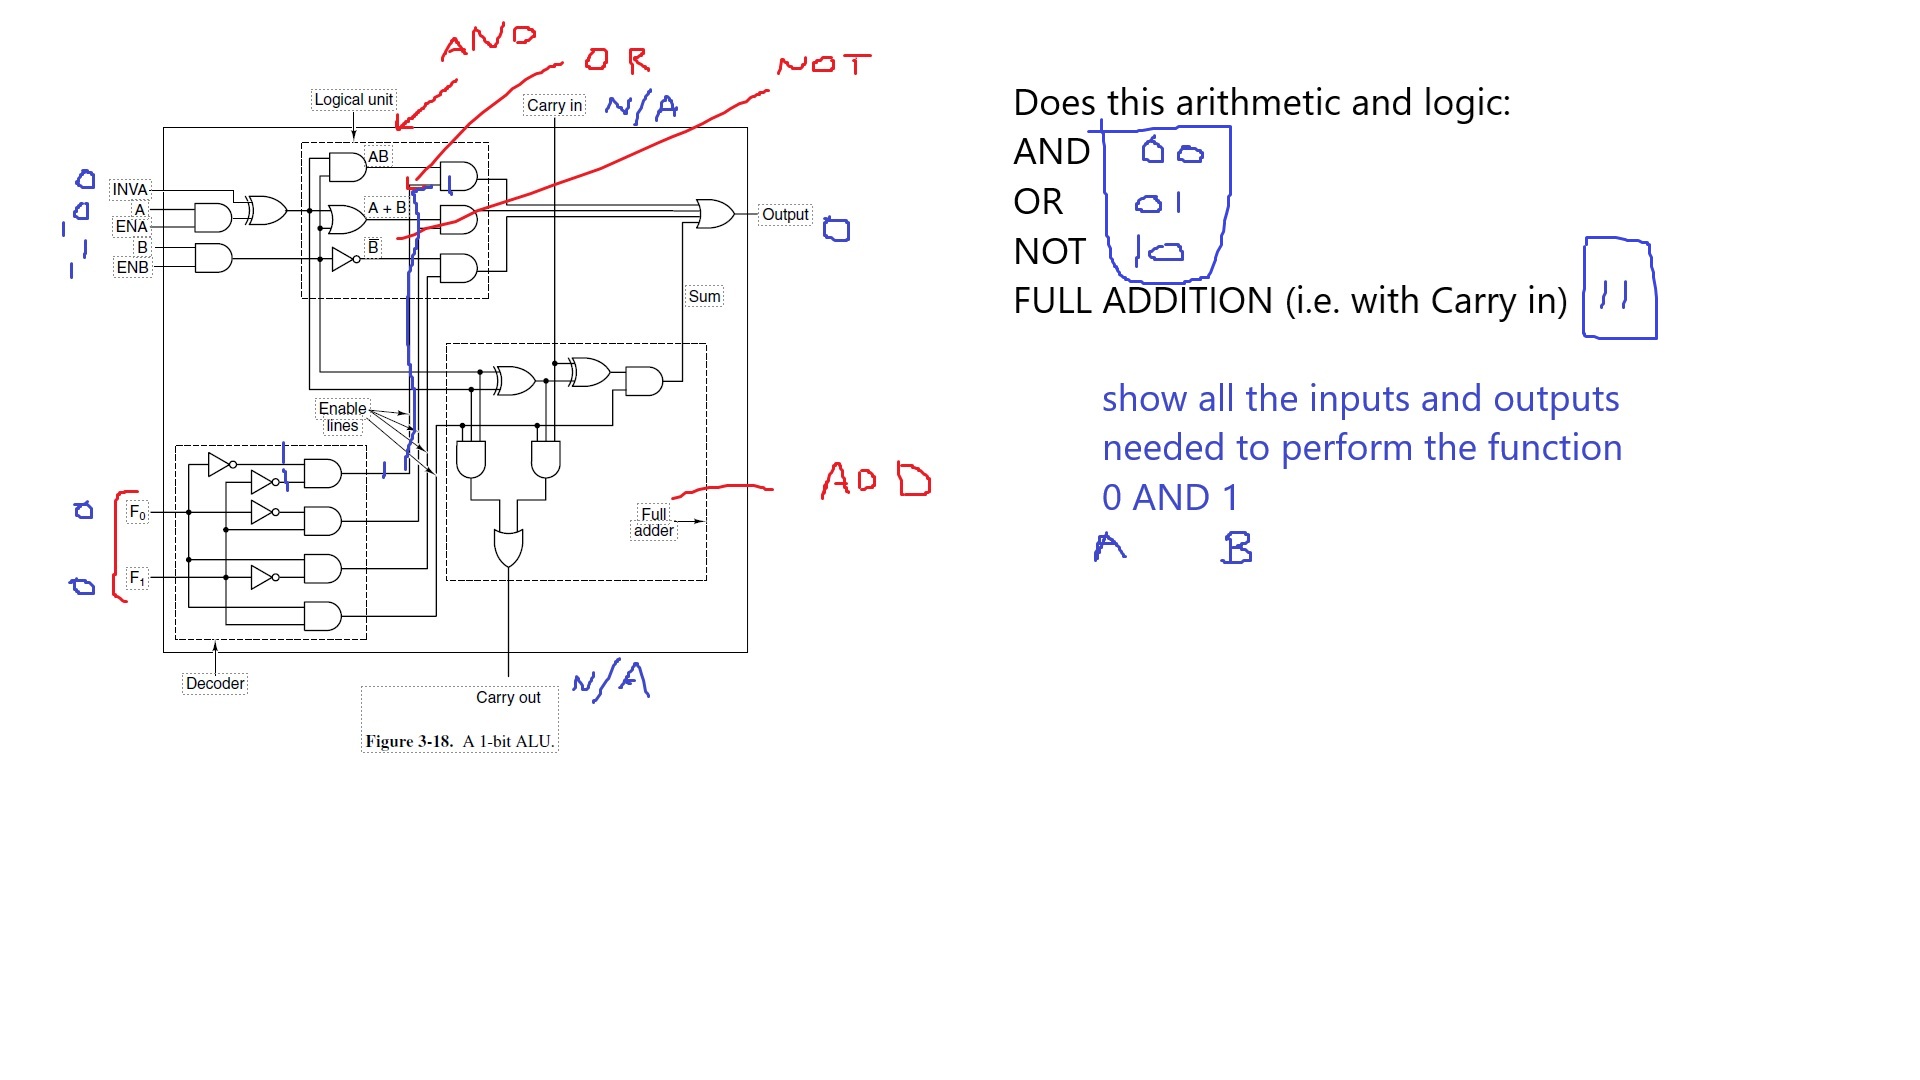 AND
OR
NOT
Logical unit
Carry in
N/A
AB
0
INVA
0
A
A + B
1
ENA
Output
0
1
B
B̅
1
ENB
1
Sum
Enable
lines
1
1
1
0
F0
ADD
Full
adder
0
F1
Decoder
N/A
Carry out
Figure 3-18. A 1-bit ALU.
Does this arithmetic and logic:
AND 00
OR 01
NOT 10
FULL ADDITION (i.e. with Carry in) 11
show all the inputs and outputs
needed to perform the function
0 AND 1
A B